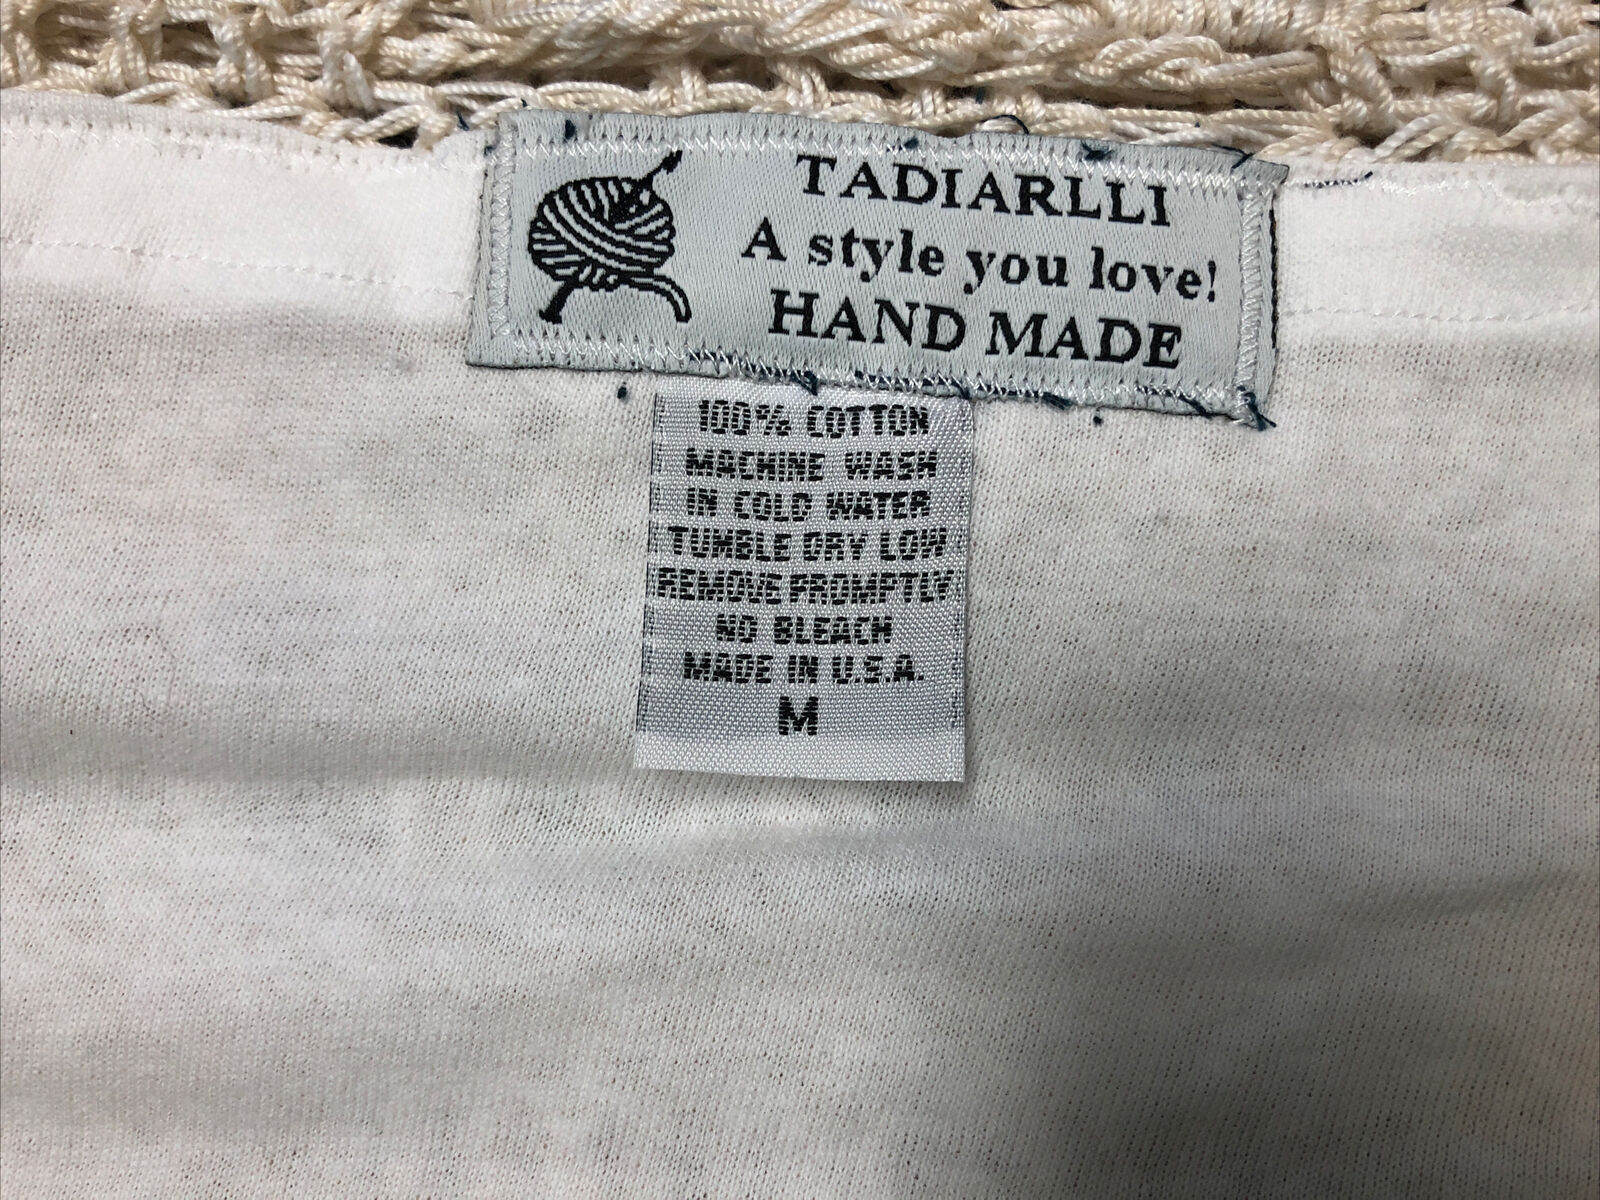 TADIARLLI
A style you love!
HAND MADE
100% COTTON
MACHINE WASH
IN COLD WATER
TUMBLE DRY LOW
REMOVE PROMPTLY
NO BLEACH
MADE IN U.S.A.
M